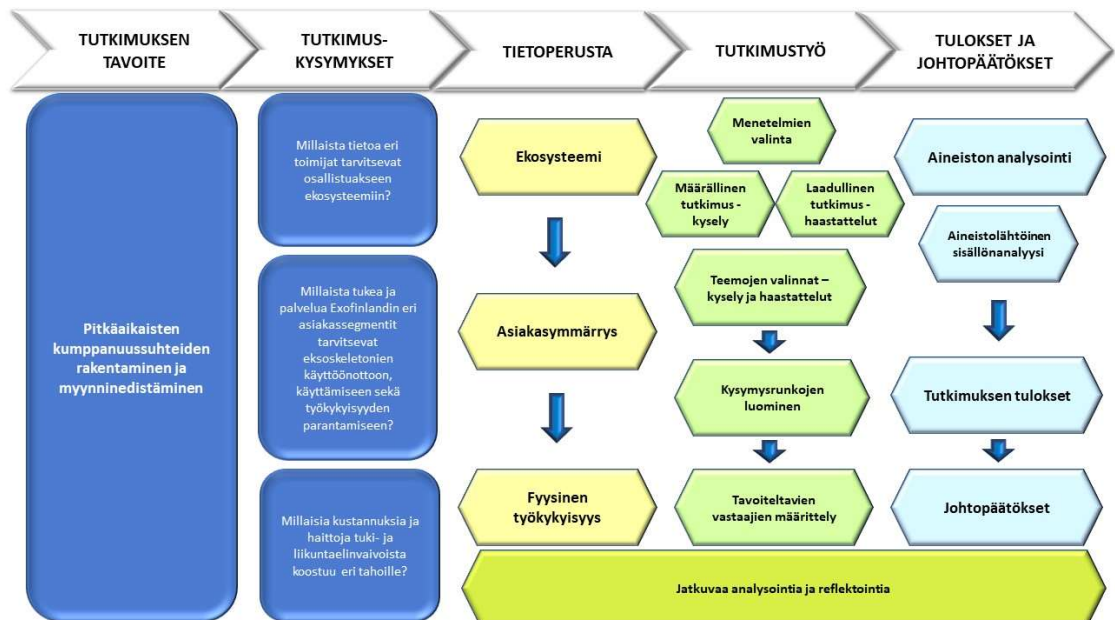 TUTKIMUKSEN
TAVOITE
TUTKIMUS-
KYSYMYKSET
TIETOPERUSTA
TUTKIMUSTYÖ
TULOKSET JA
JOHTOPÄÄTÖKSET
Pitkäaikaisten
kumppanuussuhteiden
rakentaminen ja
myynninedistäminen
Millaista tietoa eri
toimijat tarvitsevat
osallistuakseen
ekosysteemiin?
Millaista tukea ja
palvelua Exofinlandin eri
asiakassegmentit
tarvitsevat
eksoskeletonien
käyttöönottoon,
käyttämiseen sekä
työkykyisyyden
parantamiseen?
Millaisia kustannuksia ja
haittoja tuki- ja
liikuntaelinvaivoista
koostuu eri tahoille?
Ekosysteemi
Asiakasymmärrys
Fyysinen
työkykyisyys
Menetelmien
valinta
Määrällinen
tutkimus -
kysely
Laadullinen
tutkimus -
haastattelut
Teemojen valinnat –
kysely ja haastattelut
Kysymysrunkojen
luominen
Tavoiteltavien
vastaajien määrittely
Aineiston analysointi
Aineistolähtöinen
sisällönanalyysi
Tutkimuksen tulokset
Johtopäätökset
Jatkuvaa analysointia ja reflektointia